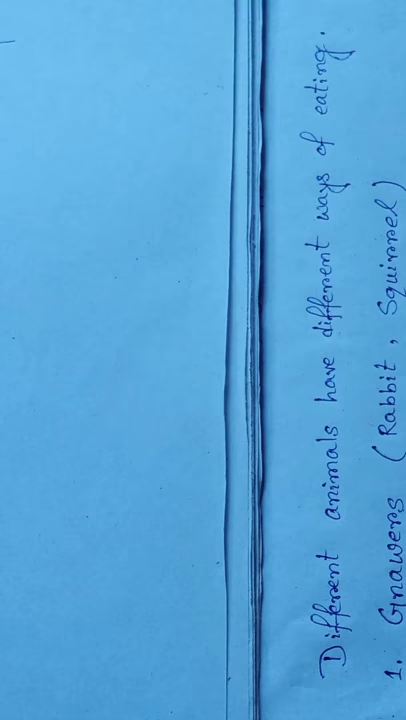 Different animals have different ways of eating.
1. Gnawers (Rabbit, Squirrel)